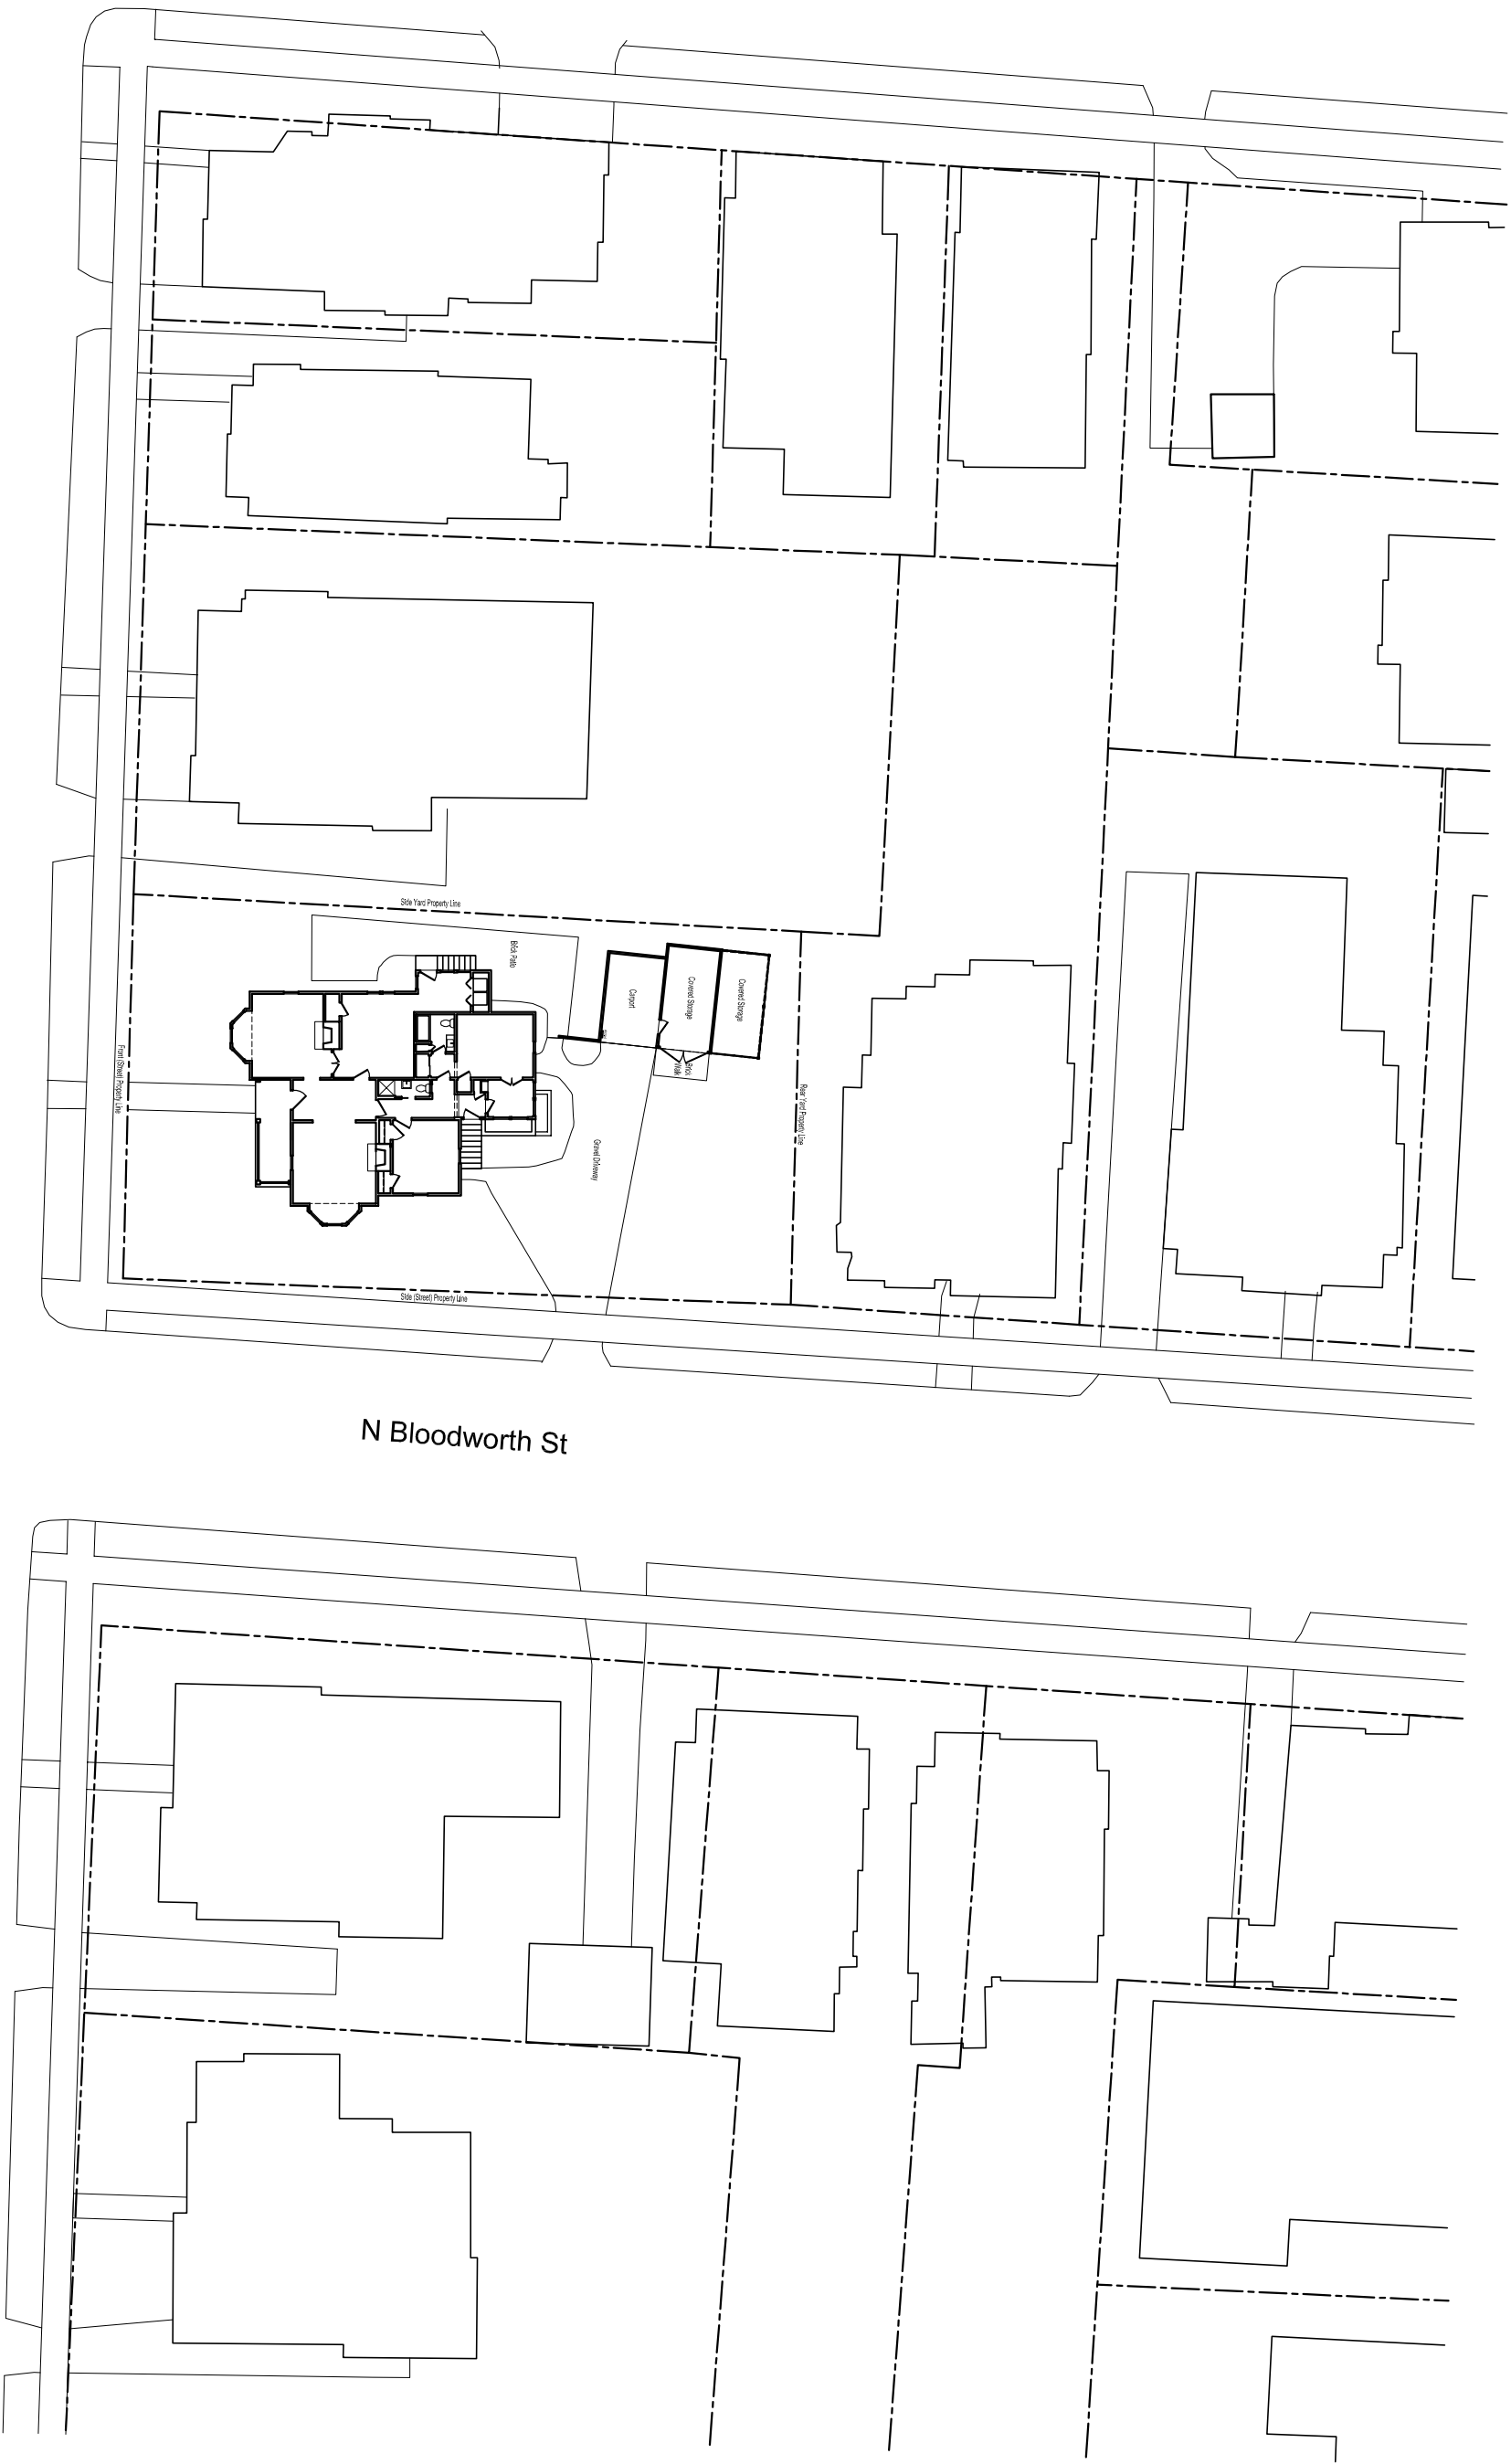 Side Yard Property Line
Brick Patio
Carport
Covered Storage
Covered Storage
Brick
Walk
Front (Street) Property Line
Rear Yard Property Line
Gravel Driveway
Side (Street) Property Line
N Bloodworth St